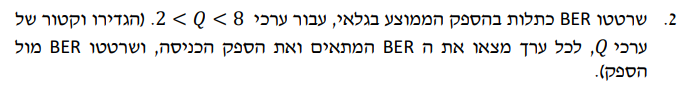 2. שרטטו BER כתלות בהספק הממוצע בגלאי, עבור ערכי 2 < Q < 8. (הגדירו וקטור של
ערכי Q, לכל ערך מצאו את ה BER המתאים ואת הספק הכניסה, ושרטטו BER מול
הספק).